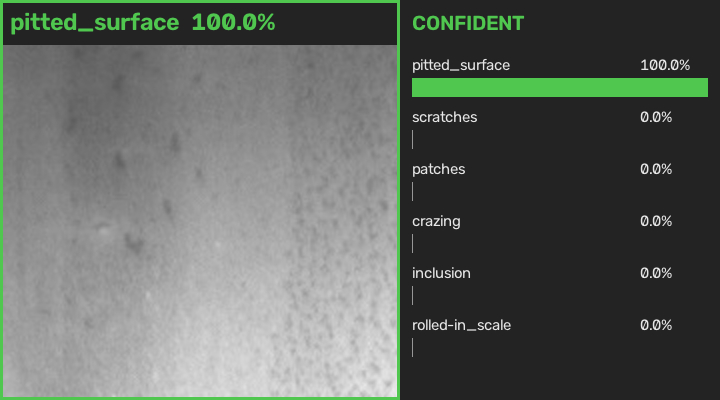 pitted_surface 100.0%
CONFIDENT
pitted_surface 100.0%
scratches 0.0%
patches 0.0%
crazing 0.0%
inclusion 0.0%
rolled-in_scale 0.0%